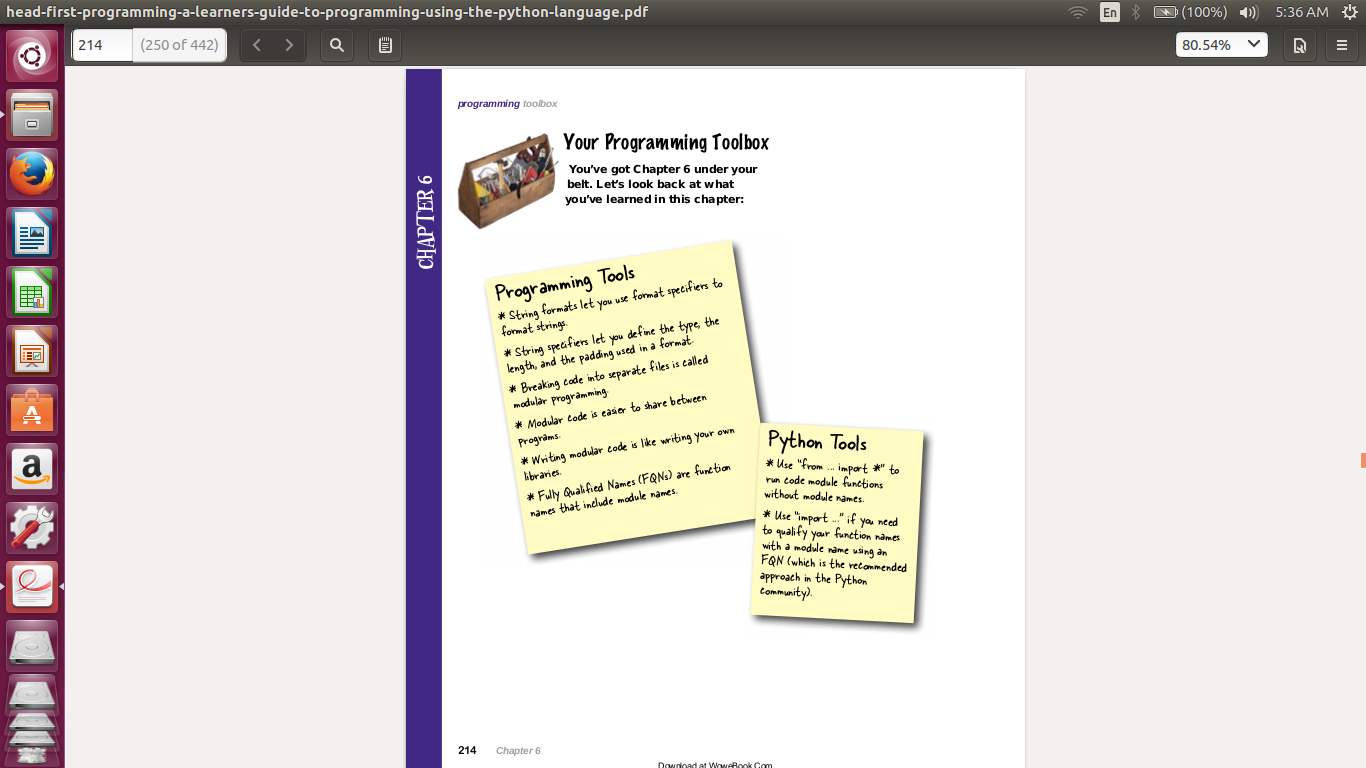 head-first-programming-a-learners-guide-to-programming-using-the-python-language.pdf
En
(100%)
5:36 AM
214
(250 of 442)
80.54%
programming toolbox
CHAPTER 6
Your Programming Toolbox
You’ve got Chapter 6 under your
belt. Let’s look back at what
you’ve learned in this chapter:
Programming Tools
* String formats let you use format specifiers to
format strings.
* String specifiers let you define the type, the
length, and the padding used in a format.
* Breaking code into separate files is called
modular programming.
* Modular code is easier to share between
programs.
* Writing modular code is like writing your own
libraries.
* Fully Qualified Names (FQNs) are function
names that include module names.
Python Tools
* Use "from ... import *" to
run code module functions
without module names.
* Use "import ..." if you need
to qualify your function names
with a module name using an
FQN (which is the recommended
approach in the Python
community).
214
Chapter 6
Download at WoweBook.Com